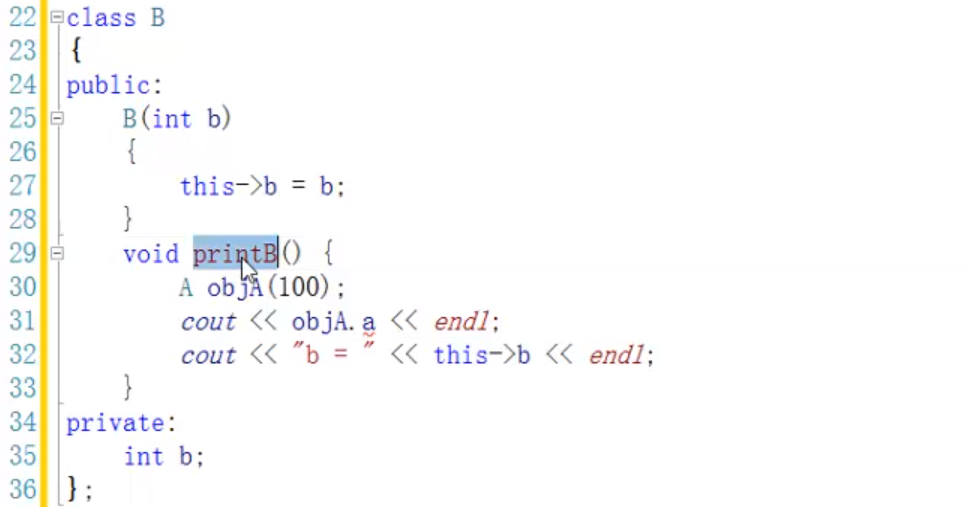 22 class B
23 {
24 public:
25 B(int b)
26 {
27 this->b = b;
28 }
29 void printB() {
30 A objA(100);
31 cout << objA.a << endl;
32 cout << "b = " << this->b << endl;
33 }
34 private:
35 int b;
36 };